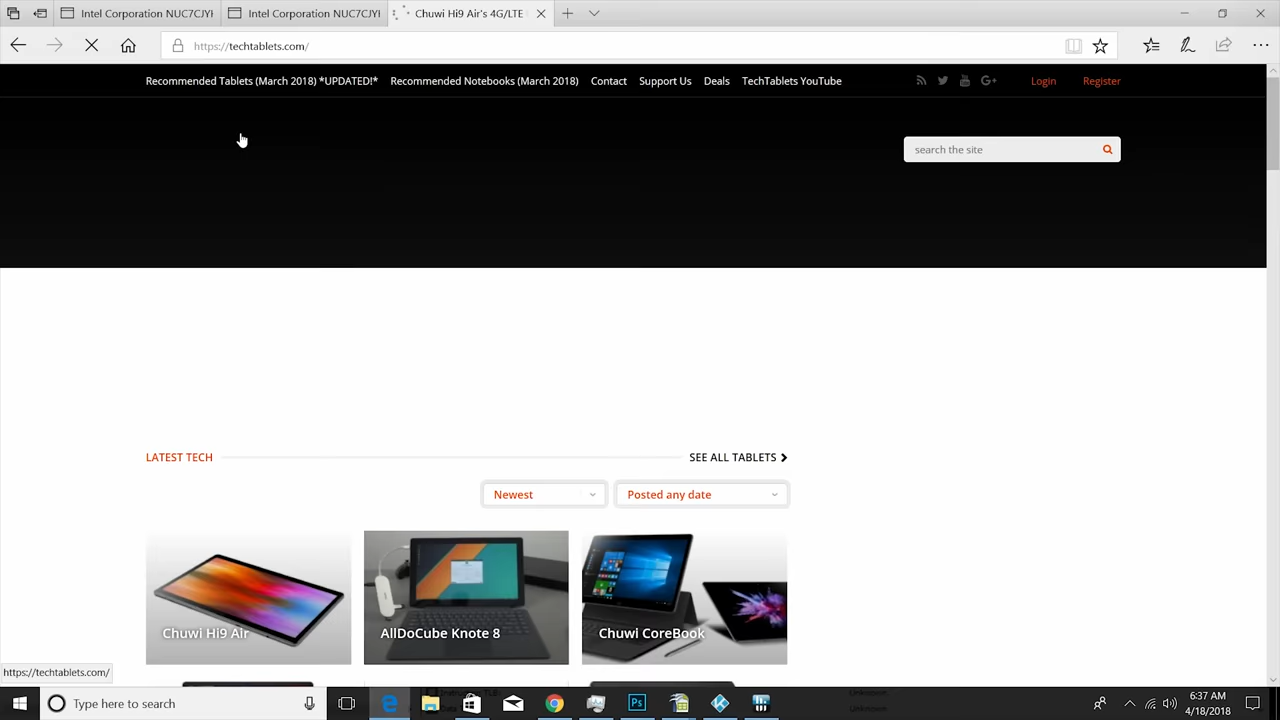 Intel Corporation NUC7CJYI
Intel Corporation NUC7CJYI
Chuwi Hi9 Air's 4G/LTE
https://techtablets.com/
Recommended Tablets (March 2018) *UPDATED!* Recommended Notebooks (March 2018) Contact Support Us Deals TechTablets YouTube Login Register
search the site
LATEST TECH SEE ALL TABLETS
Newest Posted any date
Chuwi Hi9 Air AllDoCube Knote 8 Chuwi CoreBook
https://techtablets.com/
Type here to search
Ps
6:37 AM
4/18/2018